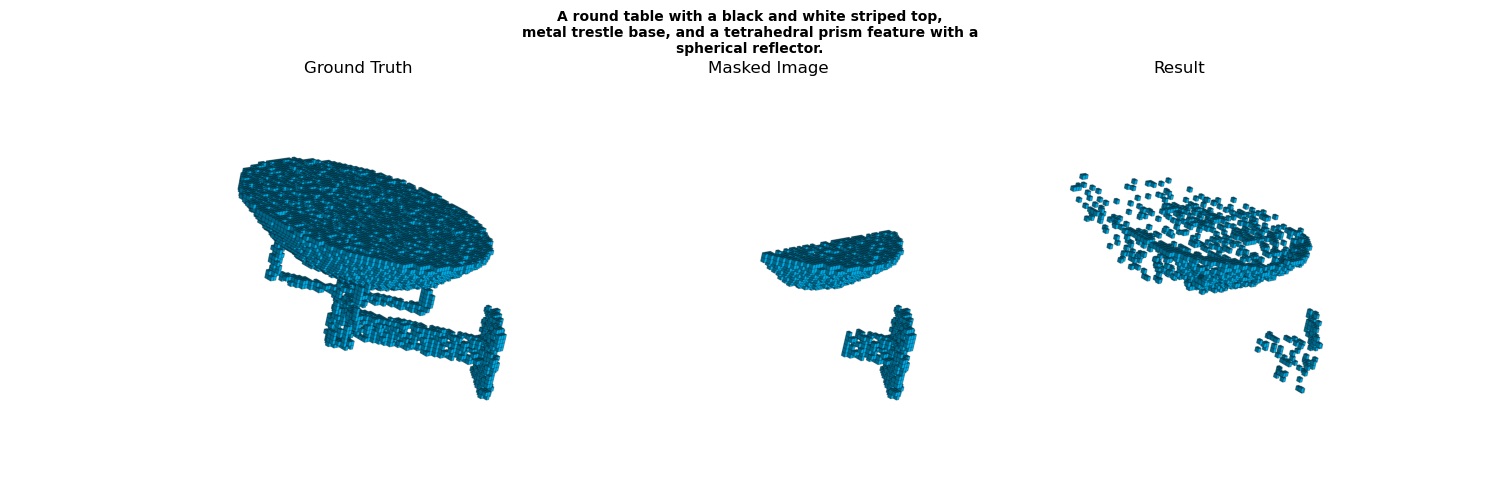 A round table with a black and white striped top,
metal trestle base, and a tetrahedral prism feature with a
spherical reflector.
Ground Truth
Masked Image
Result